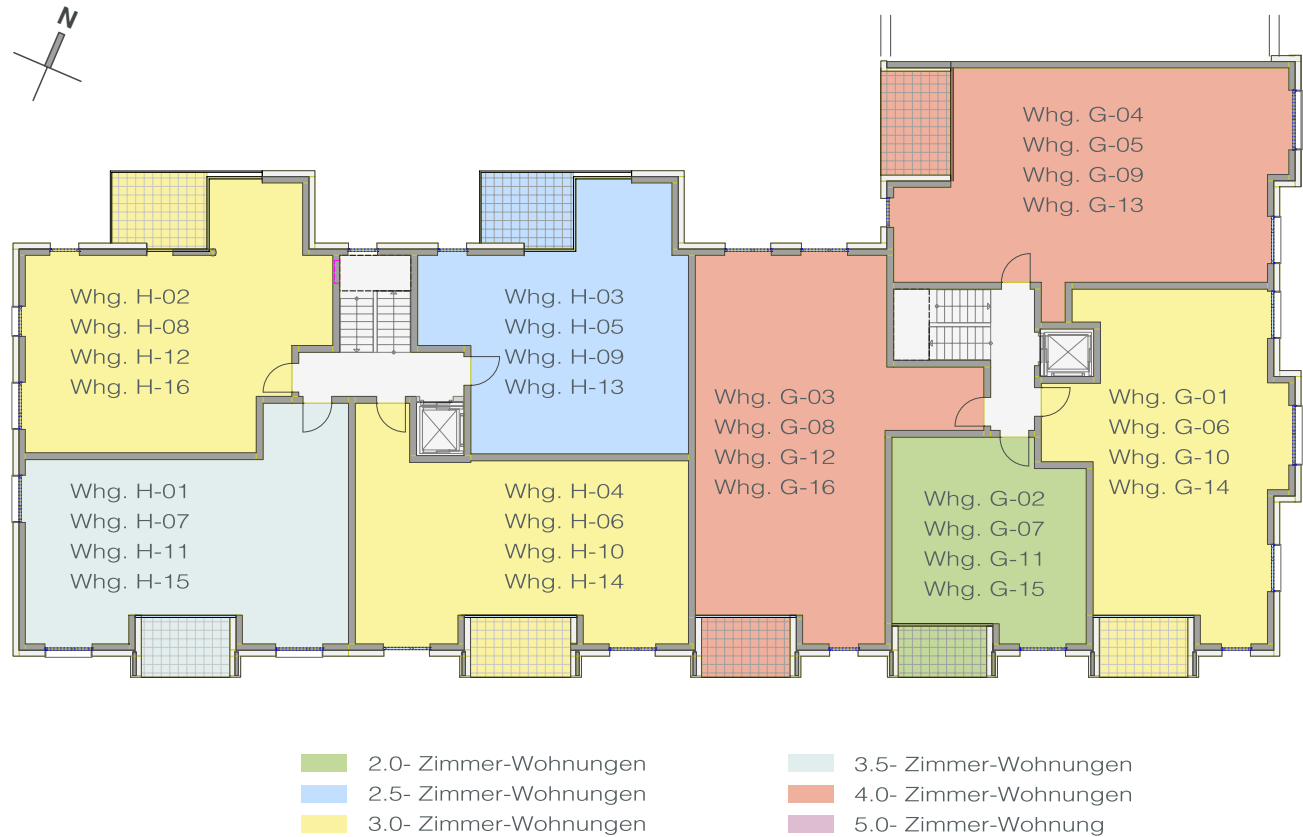 N
Whg. G-04
Whg. G-05
Whg. G-09
Whg. G-13
Whg. H-02
Whg. H-08
Whg. H-12
Whg. H-16
Whg. H-03
Whg. H-05
Whg. H-09
Whg. H-13
Whg. G-03
Whg. G-08
Whg. G-12
Whg. G-16
Whg. G-01
Whg. G-06
Whg. G-10
Whg. G-14
Whg. H-01
Whg. H-07
Whg. H-11
Whg. H-15
Whg. H-04
Whg. H-06
Whg. H-10
Whg. H-14
Whg. G-02
Whg. G-07
Whg. G-11
Whg. G-15
2.0- Zimmer-Wohnungen
2.5- Zimmer-Wohnungen
3.0- Zimmer-Wohnungen
3.5- Zimmer-Wohnungen
4.0- Zimmer-Wohnungen
5.0- Zimmer-Wohnung